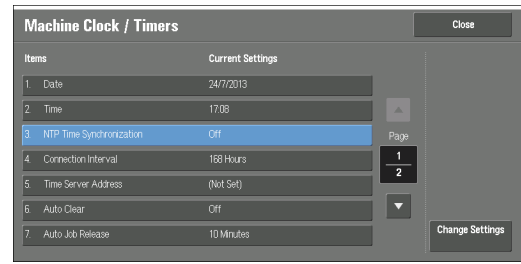 Machine Clock / Timers Close
Items Current Settings
1. Date 24/7/2013
2. Time 17:08
3. NTP Time Synchronization Off
4. Connection Interval 168 Hours
5. Time Server Address (Not Set)
6. Auto Clear Off
7. Auto Job Release 10 Minutes
Page
1
2
Change Settings